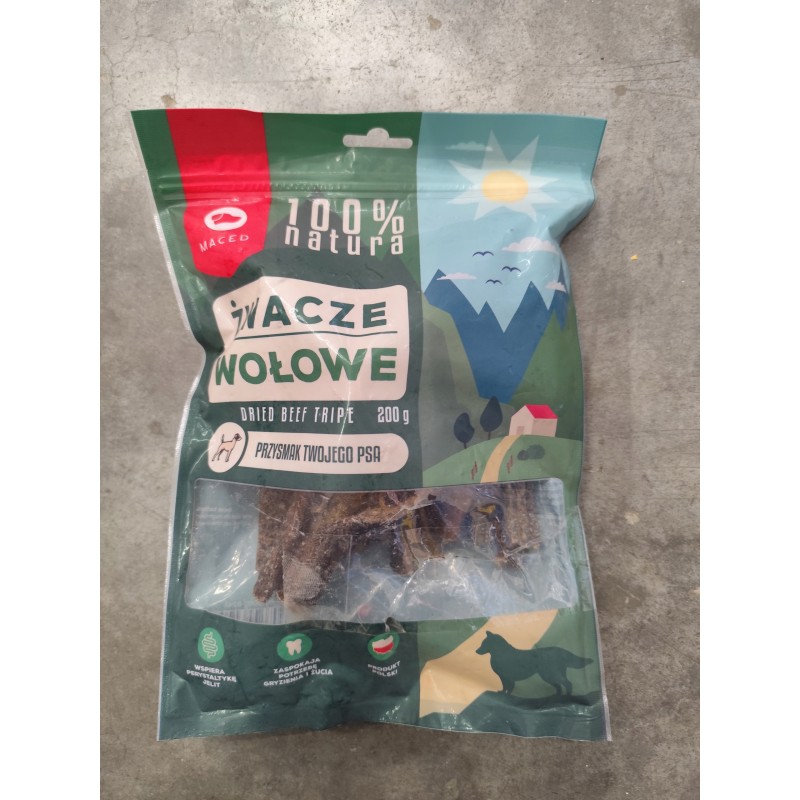 MACED
100%
natura
ŻWACZE
WOŁOWE
DRIED BEEF TRIPE 200 g
PRZYSMAK TWOJEGO PSA
WSPIERA
PERYSTALTYKĘ
JELIT
ZASPOKAJA
POTRZEBĘ
GRYZIENIA I ŻUCIA
PRODUKT
POLSKI